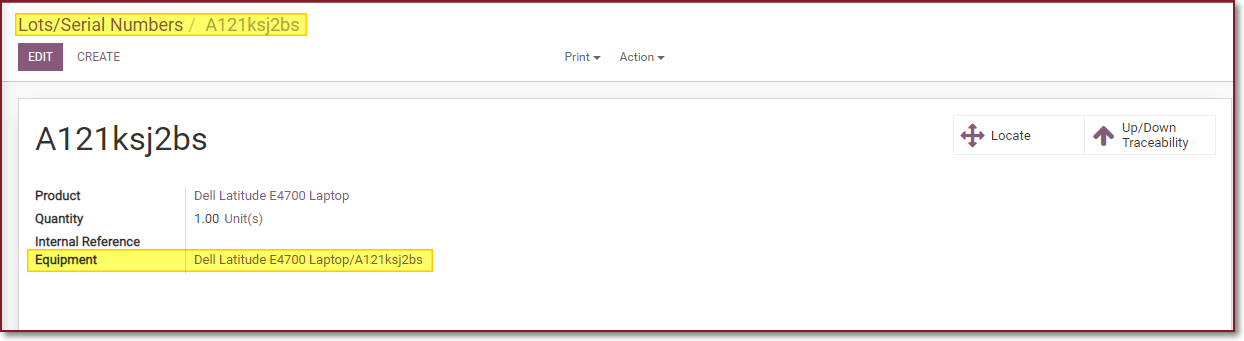 Lots/Serial Numbers / A121ksj2bs
EDIT CREATE Print Action
A121ksj2bs
Locate
Up/Down
Traceability
Product Dell Latitude E4700 Laptop
Quantity 1.00 Unit(s)
Internal Reference
Equipment Dell Latitude E4700 Laptop/A121ksj2bs